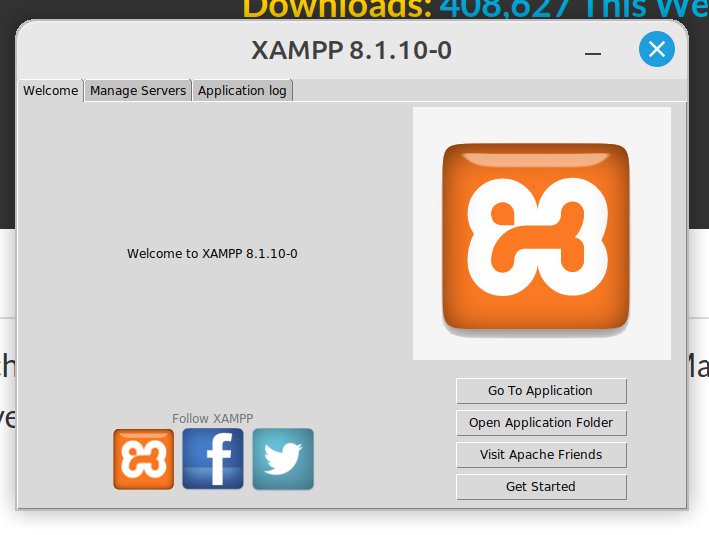 Downloads: 408,627 This We
XAMPP 8.1.10-0
Welcome Manage Servers Application log
Welcome to XAMPP 8.1.10-0
Go To Application
Follow XAMPP
Open Application Folder
Visit Apache Friends
Get Started